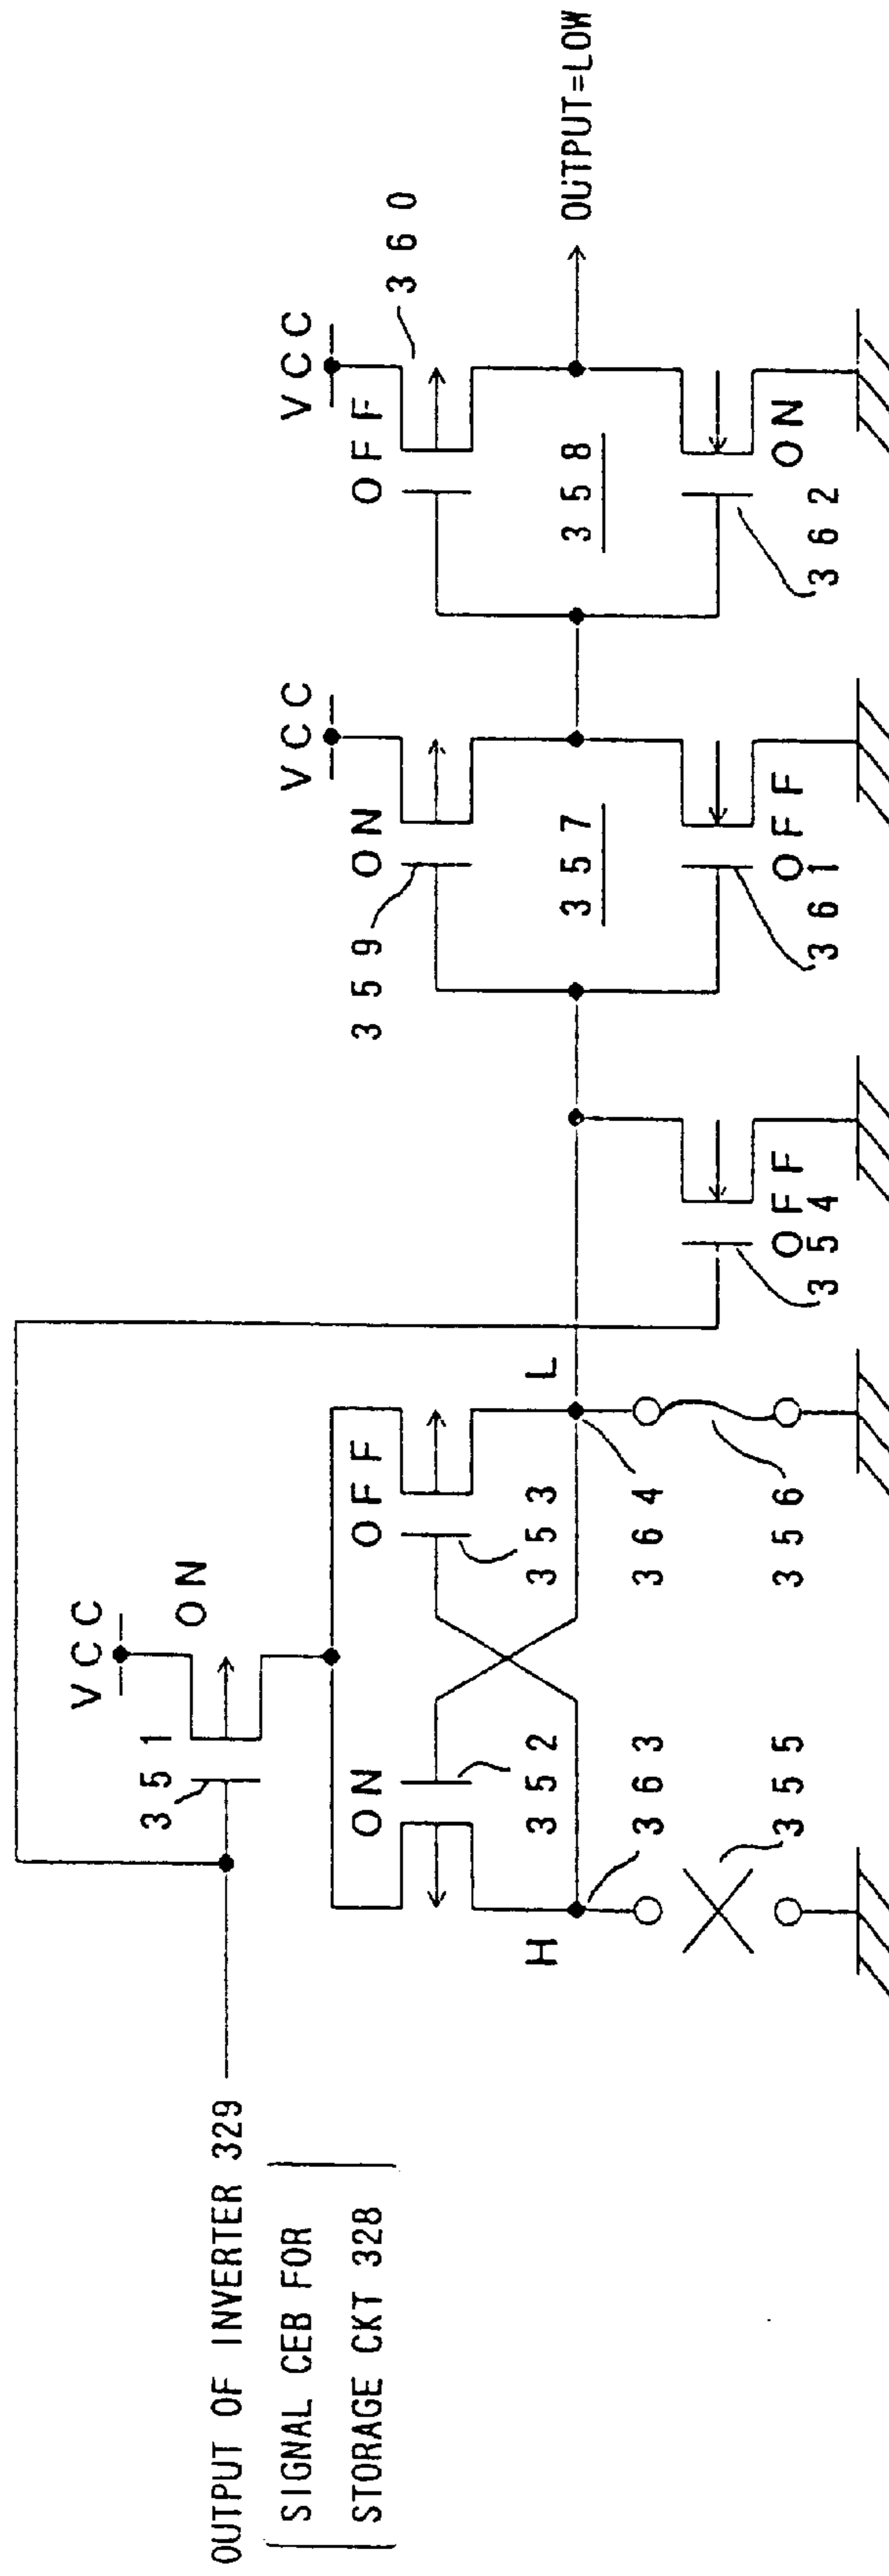 OUTPUT OF INVERTER 329
SIGNAL CEB FOR
STORAGE CKT 328
VCC
351
ON
ON
352
OFF
353
H
363
355
L
364
356
OFF
354
VCC
359
ON
357
OFF
361
VCC
OFF
360
358
ON
362
OUTPUT=LOW